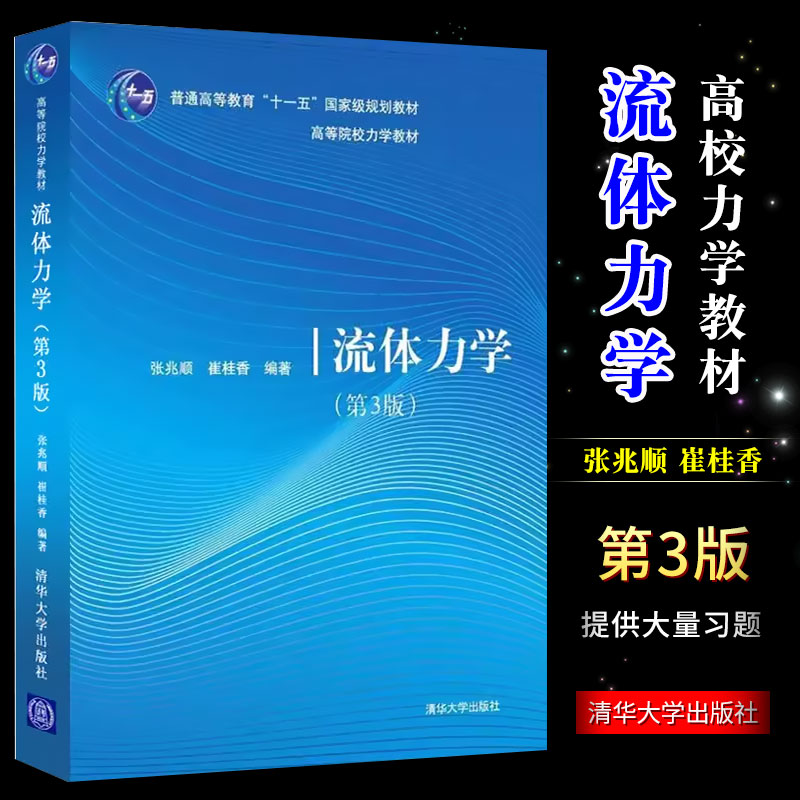 十一五
高等院校力学教材
流体力学（第3版）
张兆顺 崔桂香 编著
清华大学出版社
十一五
普通高等教育“十一五”国家级规划教材
高等院校力学教材
张兆顺 崔桂香 编著
流体力学
（第3版）
清华大学出版社
高校力学教材
流体力学
张兆顺 崔桂香
第3版
提供大量习题
清华大学出版社